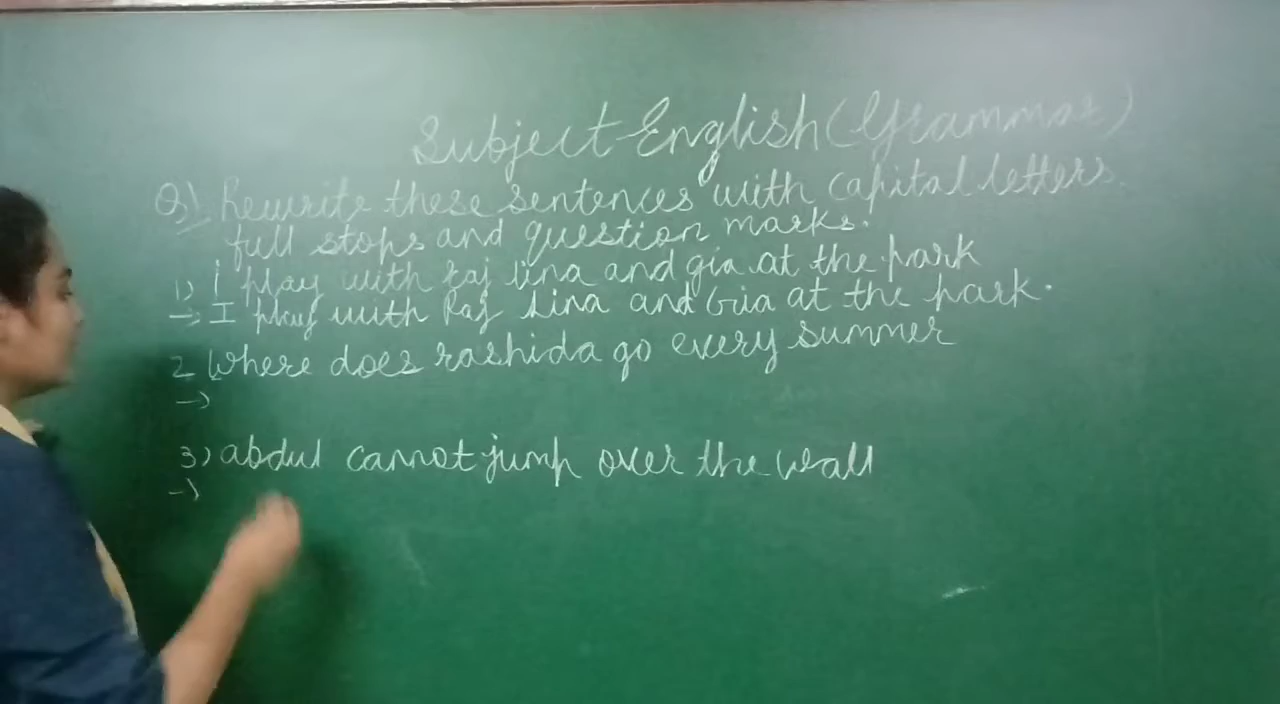 Subject English (Grammar)
Q1) Rewrite these sentences with capital letters.
full stops and question marks.
1) i play with raj lina and gia at the park
→ I play with Raj Lina and Gia at the park.
2 where does rashida go every summer
→
3) abdul cannot jump over the wall
→